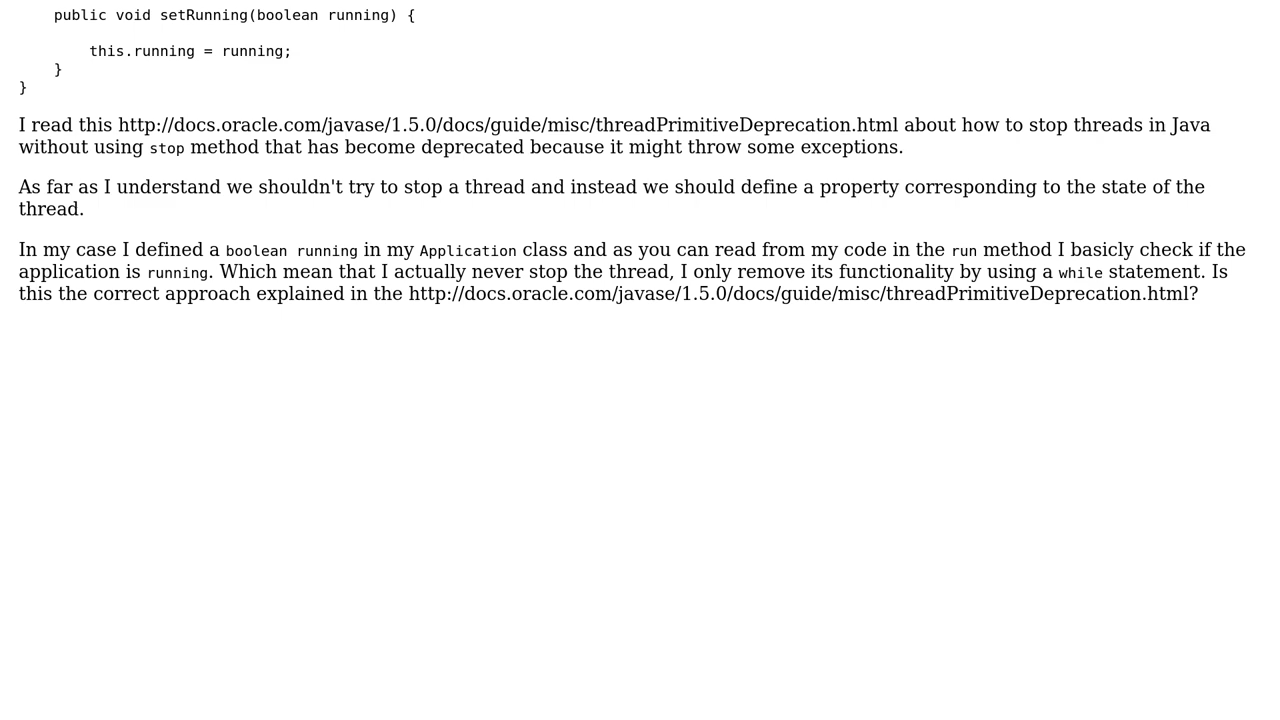 public void setRunning(boolean running) {
this.running = running;
}
}
I read this http://docs.oracle.com/javase/1.5.0/docs/guide/misc/threadPrimitiveDeprecation.html about how to stop threads in Java
without using stop method that has become deprecated because it might throw some exceptions.
As far as I understand we shouldn't try to stop a thread and instead we should define a property corresponding to the state of the
thread.
In my case I defined a boolean running in my Application class and as you can read from my code in the run method I basicly check if the
application is running. Which mean that I actually never stop the thread, I only remove its functionality by using a while statement. Is
this the correct approach explained in the http://docs.oracle.com/javase/1.5.0/docs/guide/misc/threadPrimitiveDeprecation.html?